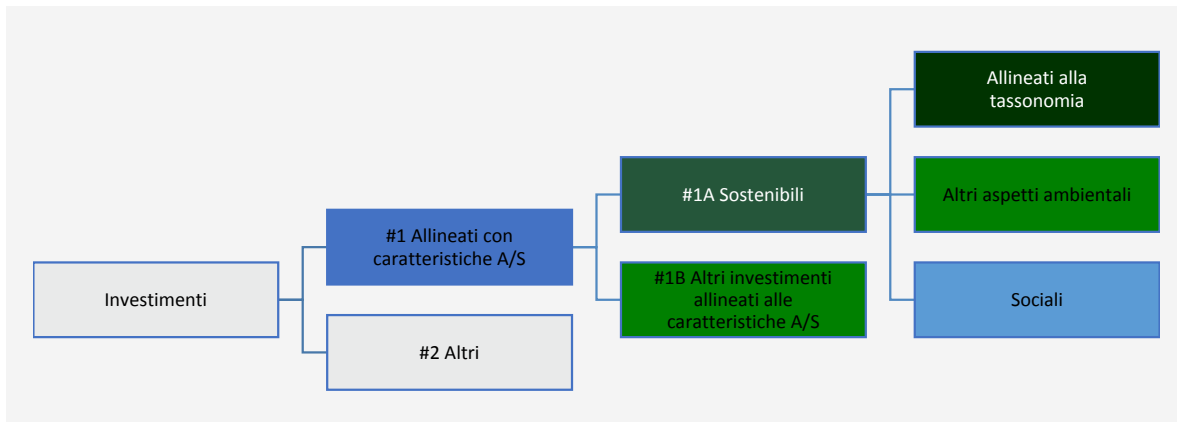 Investimenti
#1 Allineati con
caratteristiche A/S
#2 Altri
#1A Sostenibili
#1B Altri investimenti
allineati alle
caratteristiche A/S
Allineati alla
tassonomia
Altri aspetti ambientali
Sociali